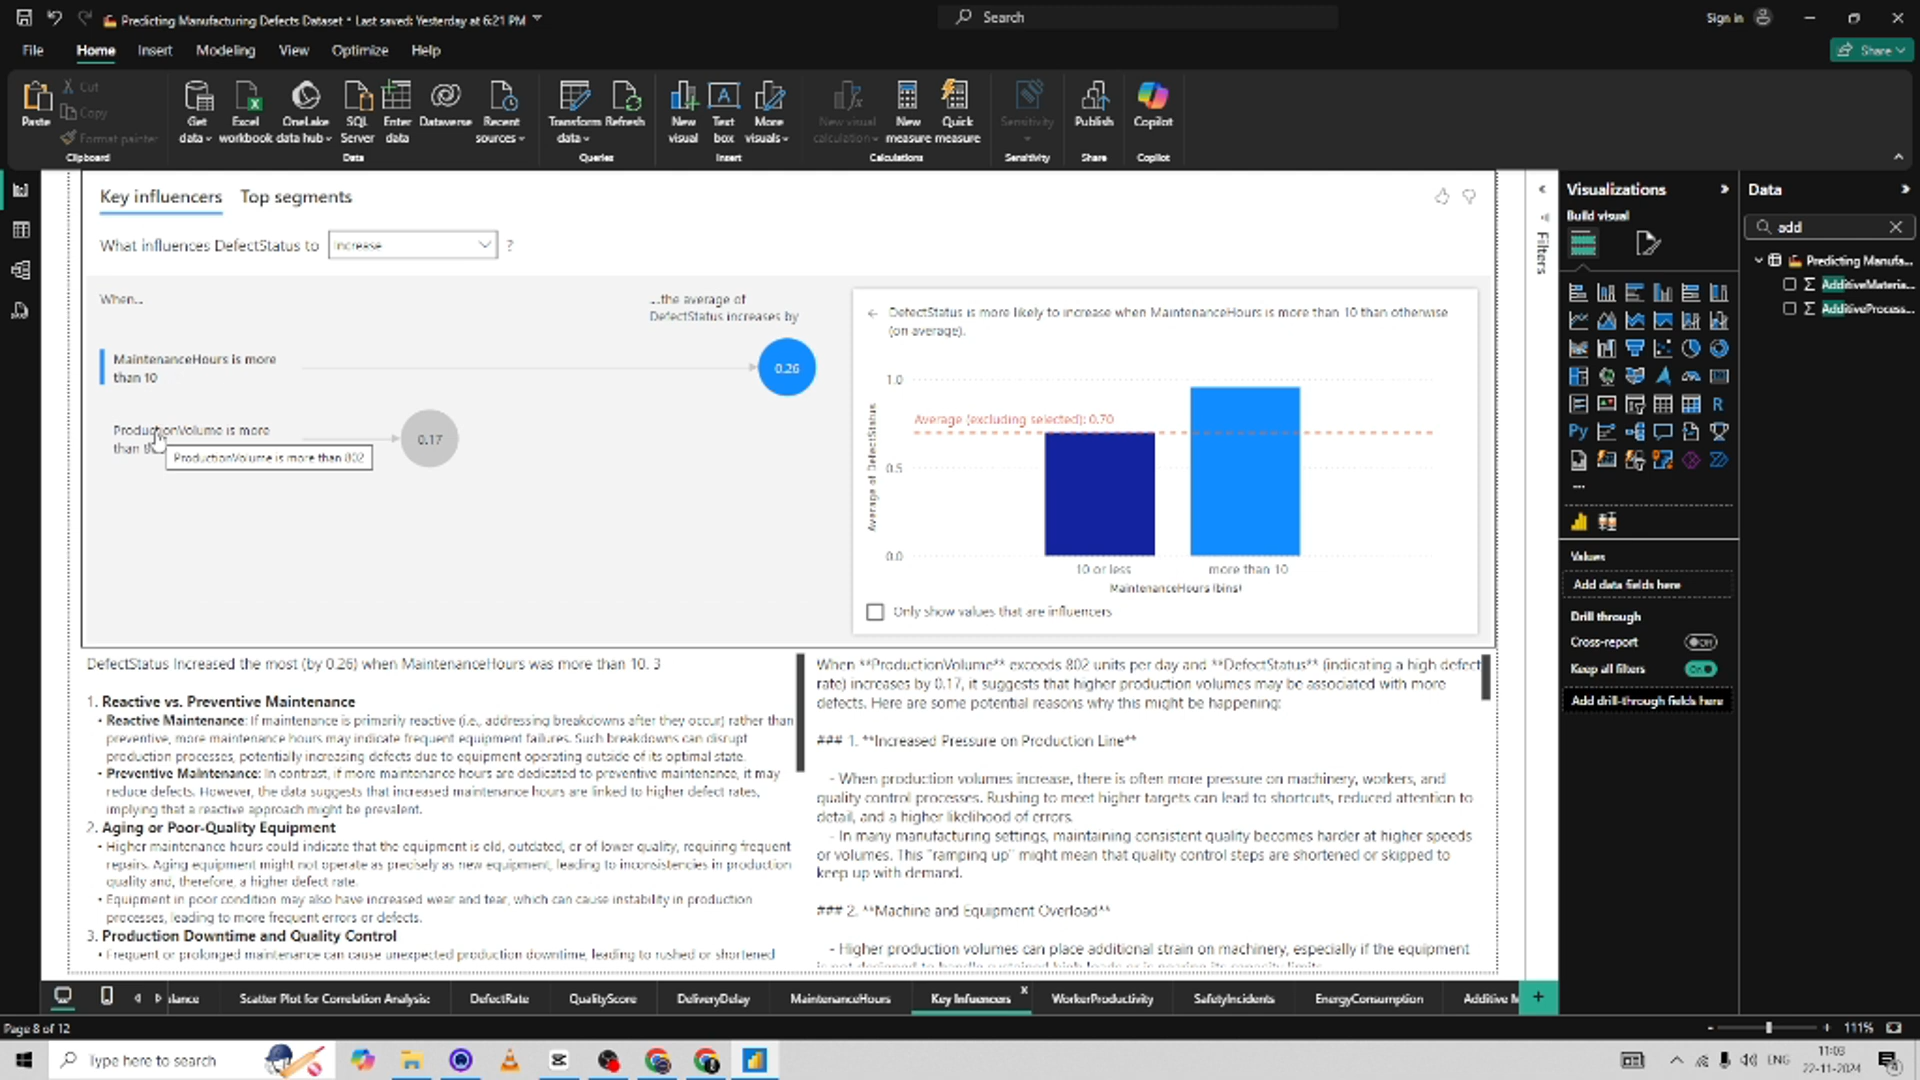 Predicting Manufacturing Defects Dataset • Last saved: Yesterday at 6:21 PM
Search
Sign in
File Home Insert Modeling View Optimize Help
Share
Paste
Cut
Copy
Format painter
Clipboard
Get data
Excel workbook
OneLake data hub
SQL Server
Enter data
Dataverse
Recent sources
Data
Transform data
Refresh
Queries
New visual
Text box
More visuals
Insert
New visual calculation
New measure
Quick measure
Calculations
Sensitivity
Sensitivity
Publish
Share
Copilot
Copilot
Key influencers Top segments
What influences DefectStatus to Increase ?
When...
....the average of
DefectStatus increases by
MaintenanceHours is more
than 10
0.26
ProductionVolume is more
0.17
ProductionVolume is more than 802
DefectStatus is more likely to increase when MaintenanceHours is more than 10 than otherwise
(on average).
1.0
Average (excluding selected): 0.70
0.5
0.0
Average of DefectStatus
10 or less
more than 10
MaintenanceHours (bins)
Only show values that are influencers
DefectStatus Increased the most (by 0.26) when MaintenanceHours was more than 10. 3
1. Reactive vs. Preventive Maintenance
• Reactive Maintenance: If maintenance is primarily reactive (i.e., addressing breakdowns after they occur) rather than
preventive, more maintenance hours may indicate frequent equipment failures. Such breakdowns can disrupt
production processes, potentially increasing defects due to equipment operating outside of its optimal state.
• Preventive Maintenance: In contrast, if more maintenance hours are dedicated to preventive maintenance, it may
reduce defects. However, the data suggests that increased maintenance hours are linked to higher defect rates,
implying that a reactive approach might be prevalent.
2. Aging or Poor-Quality Equipment
• Higher maintenance hours could indicate that the equipment is old, outdated, or of lower quality, requiring frequent
repairs. Aging equipment might not operate as precisely as new equipment, leading to inconsistencies in production
quality and, therefore, a higher defect rate.
• Equipment in poor condition may also have increased wear and tear, which can cause instability in production
processes, leading to more frequent errors or defects.
3. Production Downtime and Quality Control
• Frequent or prolonged maintenance can cause unexpected production downtime, leading to rushed or shortened
When **ProductionVolume** exceeds 802 units per day and **DefectStatus** (indicating a high defect
rate) increases by 0.17, it suggests that higher production volumes may be associated with more
defects. Here are some potential reasons why this might be happening:
### 1. **Increased Pressure on Production Line**
- When production volumes increase, there is often more pressure on machinery, workers, and
quality control processes. Rushing to meet higher targets can lead to shortcuts, reduced attention to
detail, and a higher likelihood of errors.
- In many manufacturing settings, maintaining consistent quality becomes harder at higher speeds
or volumes. This "ramping up" might mean that quality control steps are shortened or skipped to
keep up with demand.
### 2. **Machine and Equipment Overload**
- Higher production volumes can place additional strain on machinery, especially if the equipment
Filters
Visualizations
Build visual
R
Py
...
Values
Add data fields here
Drill through
Cross-report Off
Keep all filters On
Add drill-through fields here
Data
add
Predicting Manufa...
AdditiveMateria...
AdditiveProcess...
lance
Scatter Plot for Correlation Analysis:
DefectRate
QualityScore
DeliveryDelay
MaintenanceHours
Key Infuencers
WorkerProductivity
SafetyIncidents
EnergyConsumption
Additive M
Page 8 of 12
111%
Type here to search
ENG
11:03
22-11-2024